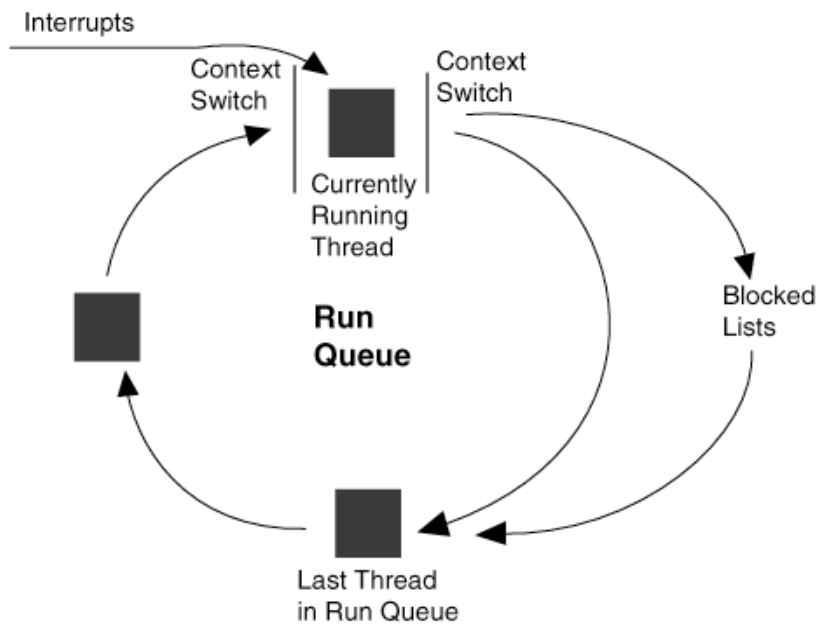 Interrupts
Context
Switch
Context
Switch
Currently
Running
Thread
Run
Queue
Blocked
Lists
Last Thread
in Run Queue